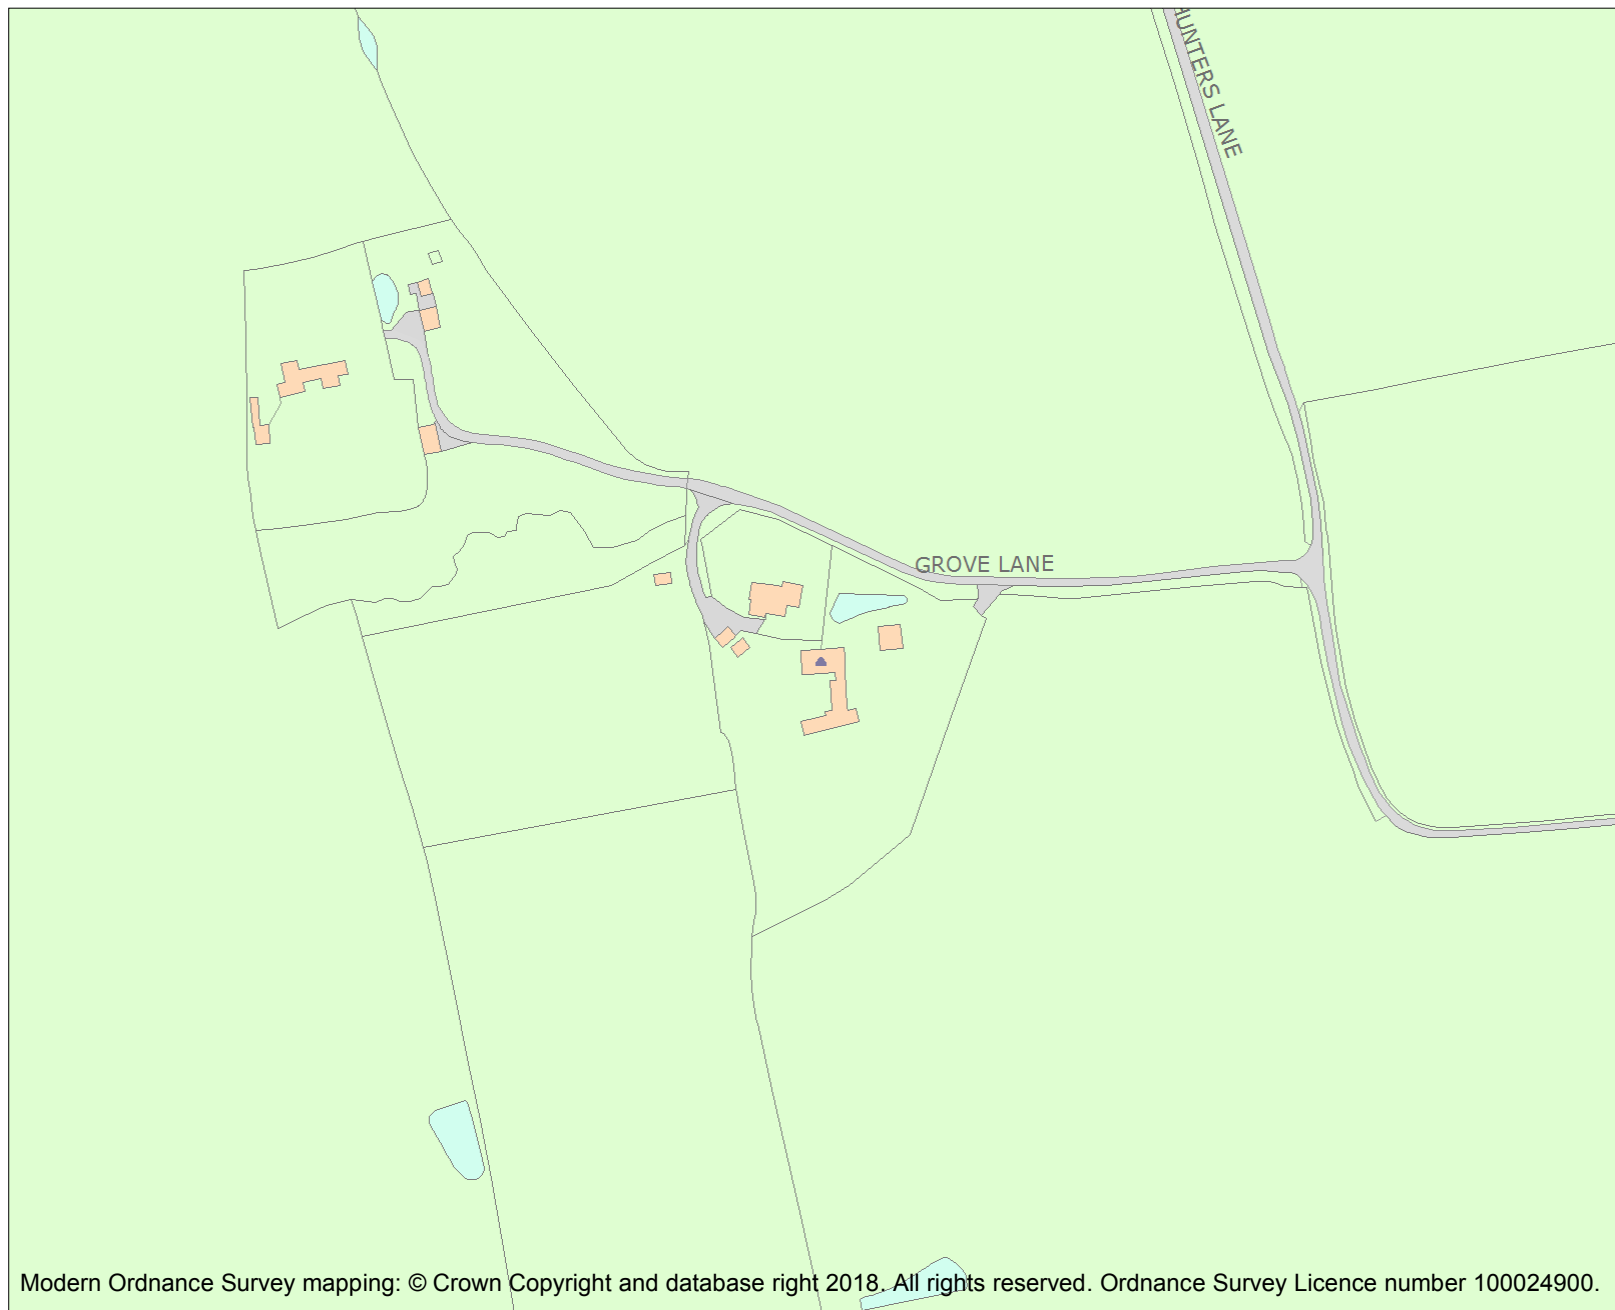 HUNTERS LANE
GROVE LANE
Modern Ordnance Survey mapping: © Crown Copyright and database right 2018. All rights reserved. Ordnance Survey Licence number 100024900.